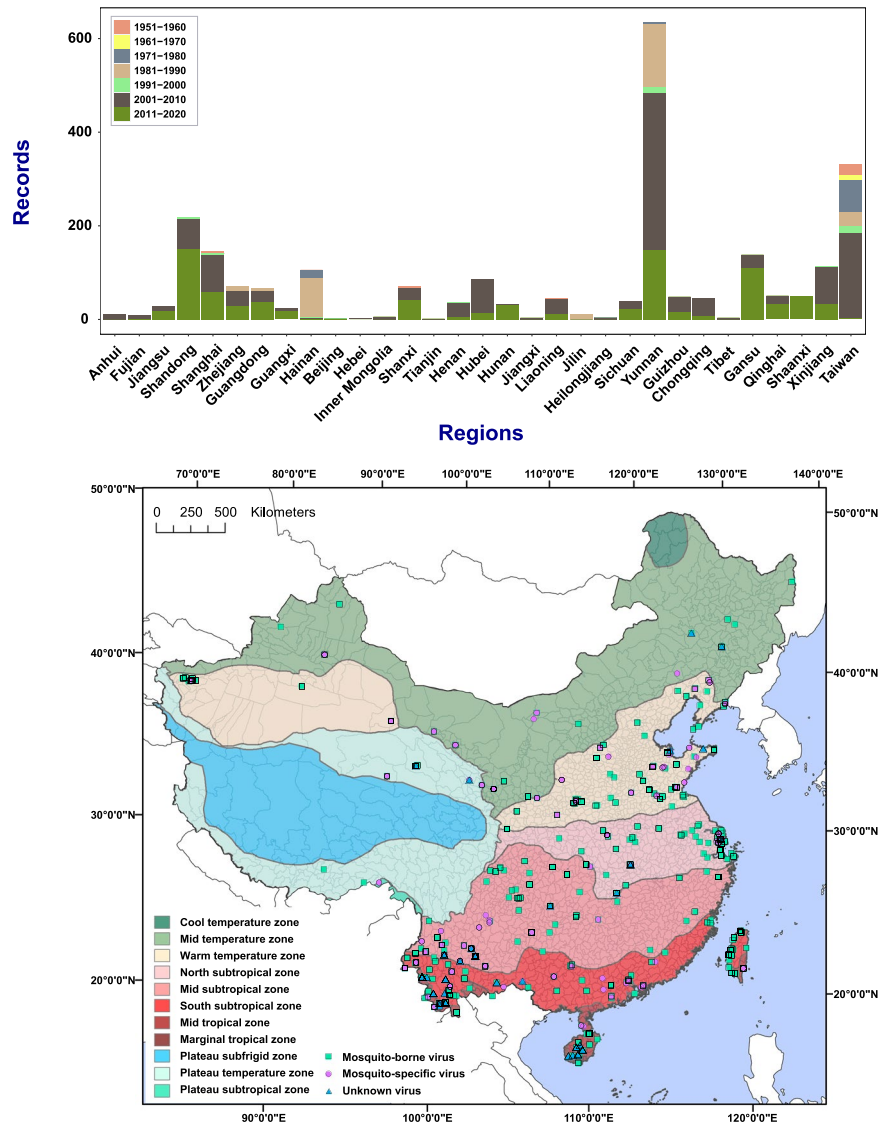 Records
600
400
200
0
1951−1960
1961−1970
1971−1980
1981−1990
1991−2000
2001−2010
2011−2020
Anhui
Fujian
Jiangsu
Shandong
Shanghai
Zhejang
Guangdong
Guangxi
Hainan
Beijing
Hebei
Inner Mongolia
Shanxi
Tianjin
Henan
Hubei
Hunan
Jiangxi
Liaoning
Jilin
Heilongjiang
Sichuan
Yunnan
Guizhou
Chongqing
Tibet
Gansu
Qinghai
Shaanxi
Xinjiang
Taiwan
Regions
70°0'0"E 80°0'0"E 90°0'0"E 100°0'0"E 110°0'0"E 120°0'0"E 130°0'0"E 140°0'0"E
50°0'0"N
0 250 500 Kilometers
50°0'0"N
40°0'0"N
40°0'0"N
30°0'0"N
30°0'0"N
20°0'0"N
20°0'0"N
Cool temperature zone
Mid temperature zone
Warm temperature zone
North subtropical zone
Mid subtropical zone
South subtropical zone
Mid tropical zone
Marginal tropical zone
Plateau subfrigid zone
Plateau temperature zone
Plateau subtropical zone
Mosquito-borne virus
Mosquito-specific virus
Unknown virus
90°0'0"E 100°0'0"E 110°0'0"E 120°0'0"E